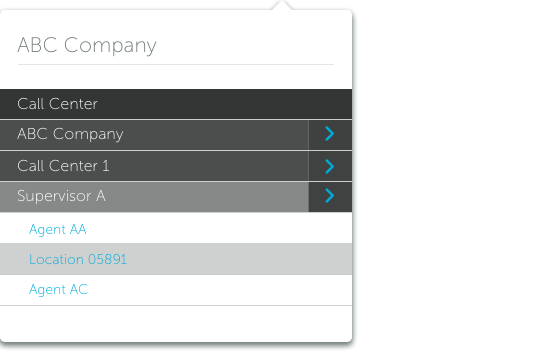 ABC Company
Call Center
ABC Company
Call Center 1
Supervisor A
Agent AA
Location 05891
Agent AC